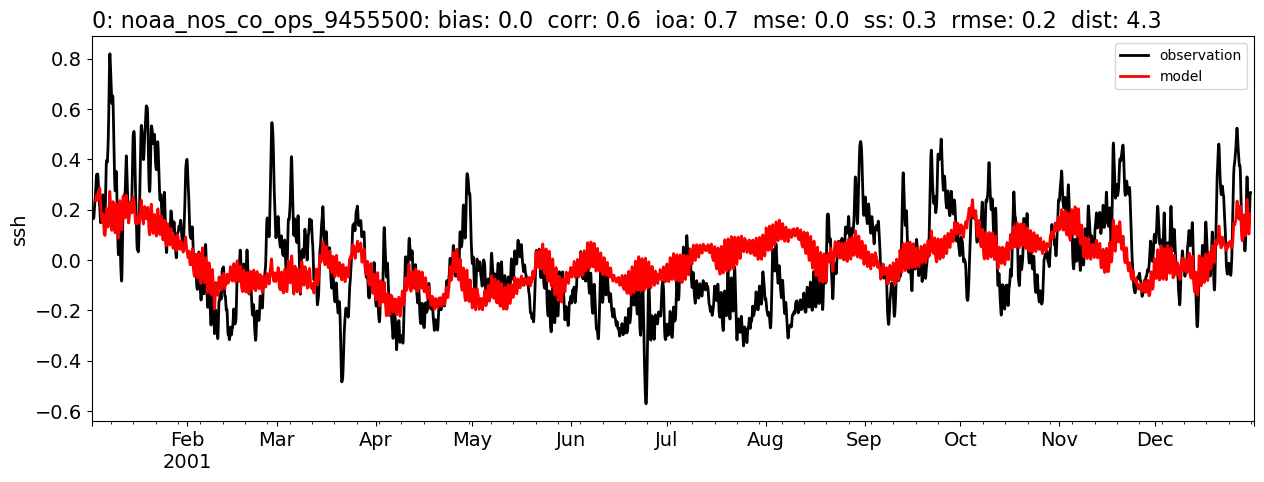 0: noaa_nos_co_ops_9455500: bias: 0.0  corr: 0.6  ioa: 0.7  mse: 0.0  ss: 0.3  rmse: 0.2  dist: 4.3
observation
model
ssh
0.8
0.6
0.4
0.2
0.0
−0.2
−0.4
−0.6
Feb Mar Apr May Jun Jul Aug Sep Oct Nov Dec
2001